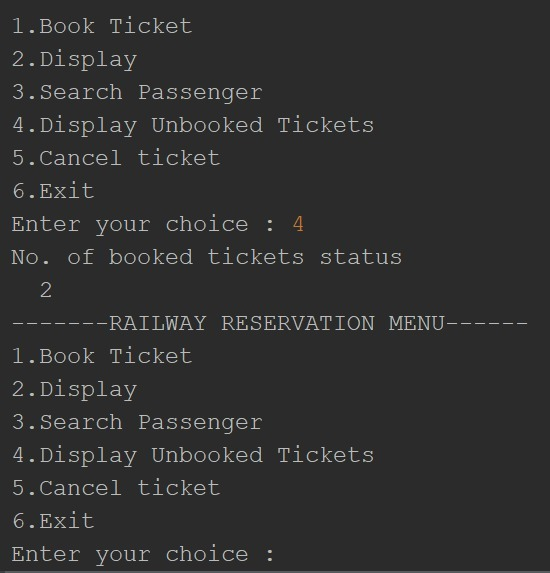 1.Book Ticket
2.Display
3.Search Passenger
4.Display Unbooked Tickets
5.Cancel ticket
6.Exit
Enter your choice : 4
No. of booked tickets status
  2
-------RAILWAY RESERVATION MENU------
1.Book Ticket
2.Display
3.Search Passenger
4.Display Unbooked Tickets
5.Cancel ticket
6.Exit
Enter your choice :